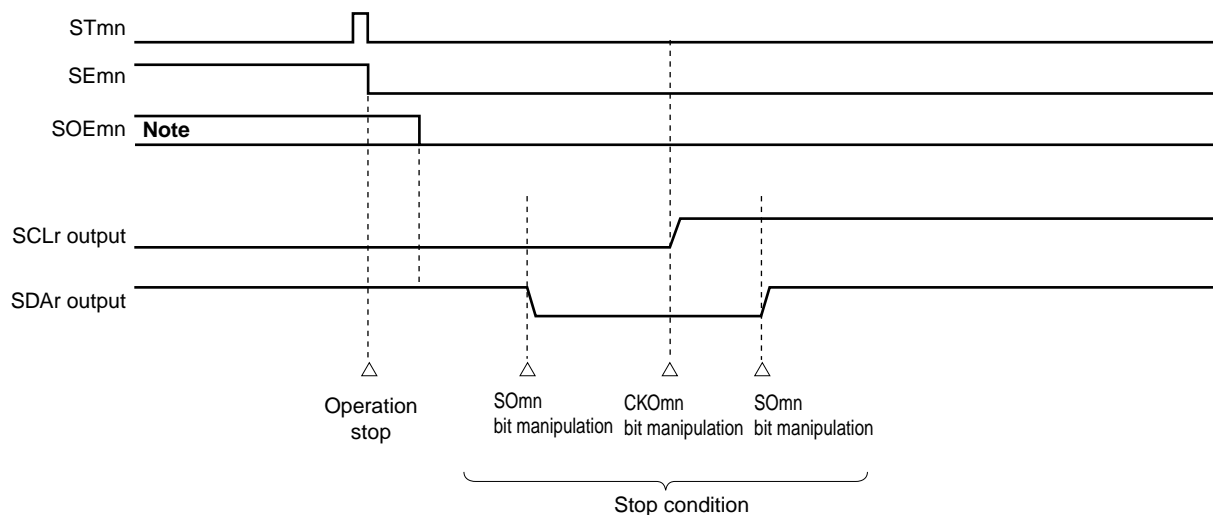 STmn
SEmn
SOEmn Note
SCLr output
SDAr output
Operation
stop
SOmn
bit manipulation
CKOmn
bit manipulation
SOmn
bit manipulation
Stop condition